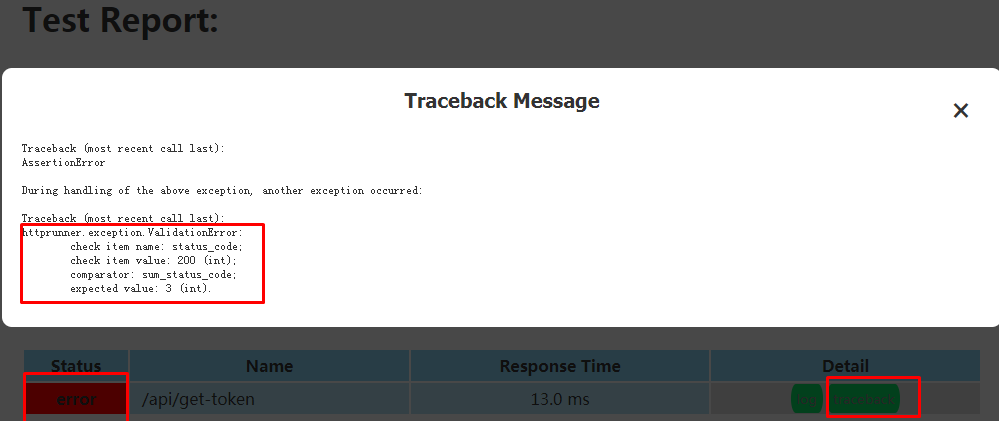 Test Report:
Traceback Message
×
Traceback (most recent call last):
AssertionError
During handling of the above exception, another exception occurred:
Traceback (most recent call last):
httprunner.exception.ValidationError:
check item name: status_code;
check item value: 200 (int);
comparator: sum_status_code;
expected value: 3 (int).
Status Name Response Time Detail
error /api/get-token 13.0 ms log traceback